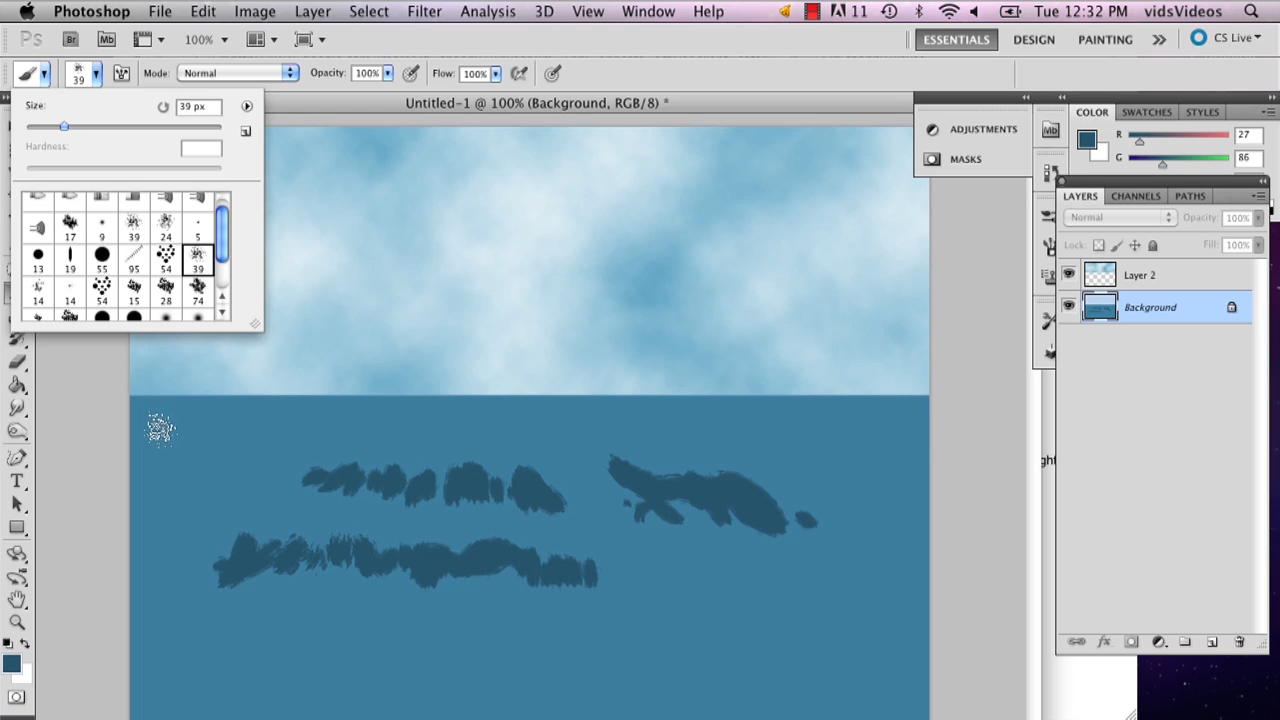 Photoshop File Edit Image Layer Select Filter Analysis 3D View Window Help 11 Tue 12:32 PM vidsVideos
Ps Br Mb 100% ESSENTIALS DESIGN PAINTING CS Live
39 Mode: Normal Opacity: 100% Flow: 100%
Untitled-1 @ 100% (Background, RGB/8) *
Size: 39 px
Hardness:
17 9 39 24 5
13 19 55 95 54 39
14 14 54 15 28 74
ADJUSTMENTS
MASKS
Mb
COLOR SWATCHES STYLES
R 27
G 86
LAYERS CHANNELS PATHS
Normal Opacity: 100%
Lock: Fill: 100%
Layer 2
Background
fx
T